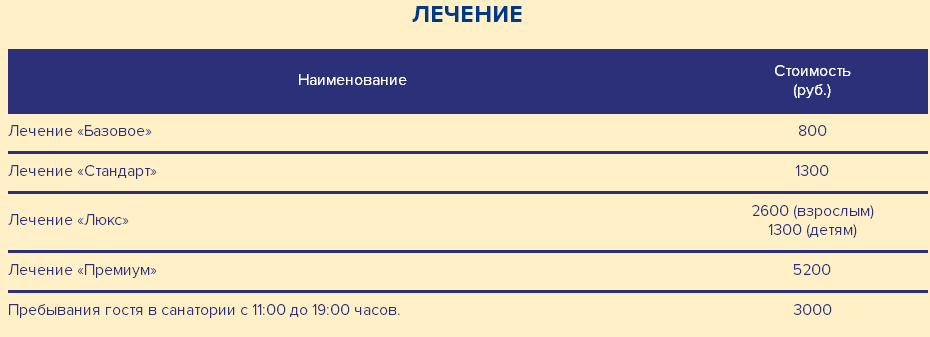 ЛЕЧЕНИЕ
Наименование
Стоимость
(руб.)
Лечение «Базовое»
800
Лечение «Стандарт»
1300
Лечение «Люкс»
2600 (взрослым)
1300 (детям)
Лечение «Премиум»
5200
Пребывания гостя в санатории с 11:00 до 19:00 часов.
3000